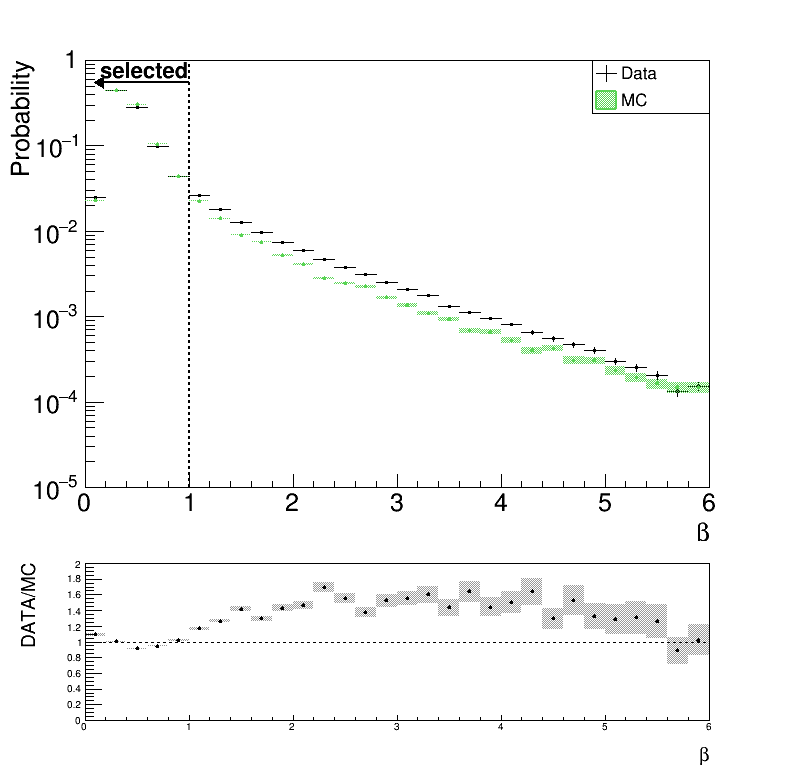 Probability
1
10⁻¹
10⁻²
10⁻³
10⁻⁴
10⁻⁵
selected
Data
MC
0 1 2 3 4 5 6
β
DATA/MC
2
1.8
1.6
1.4
1.2
1
0.8
0.6
0.4
0.2
0
0 1 2 3 4 5 6
β